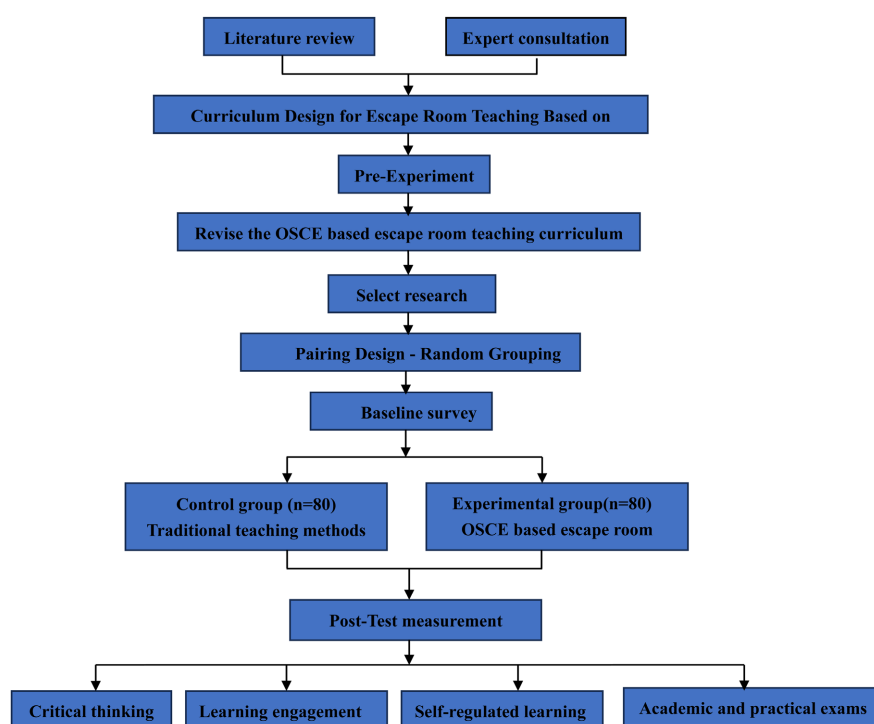 Literature review
Expert consultation
Curriculum Design for Escape Room Teaching Based on
Pre-Experiment
Revise the OSCE based escape room teaching curriculum
Select research
Pairing Design - Random Grouping
Baseline survey
Control group (n=80)
Traditional teaching methods
Experimental group(n=80)
OSCE based escape room
Post-Test measurement
Critical thinking
Learning engagement
Self-regulated learning
Academic and practical exams